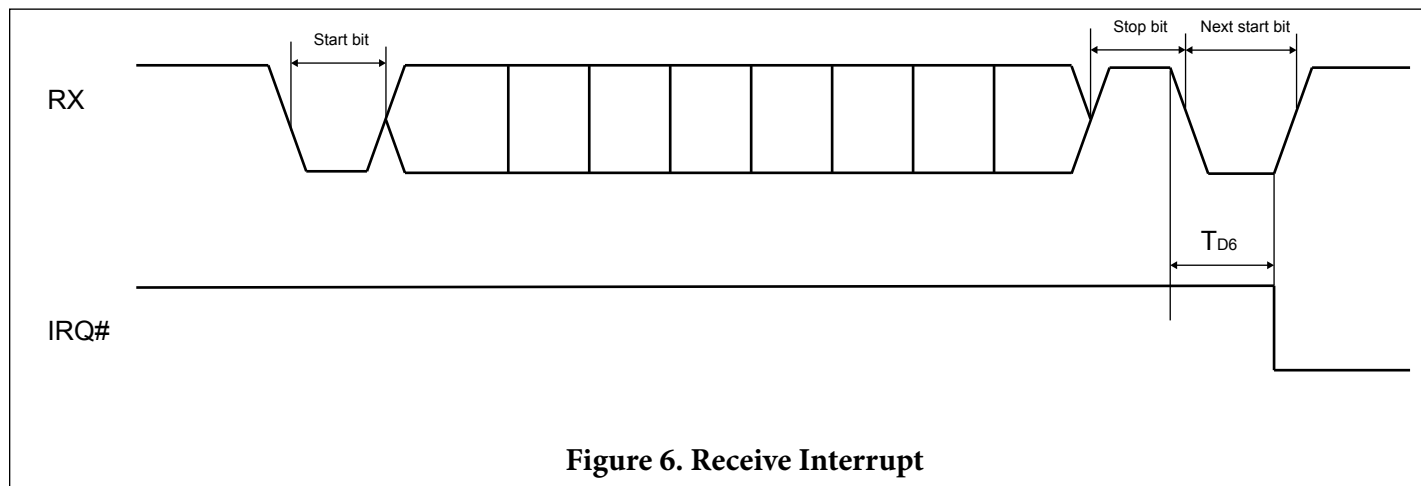 Start bit
Stop bit
Next start bit
RX
TD6
IRQ#
Figure 6. Receive Interrupt